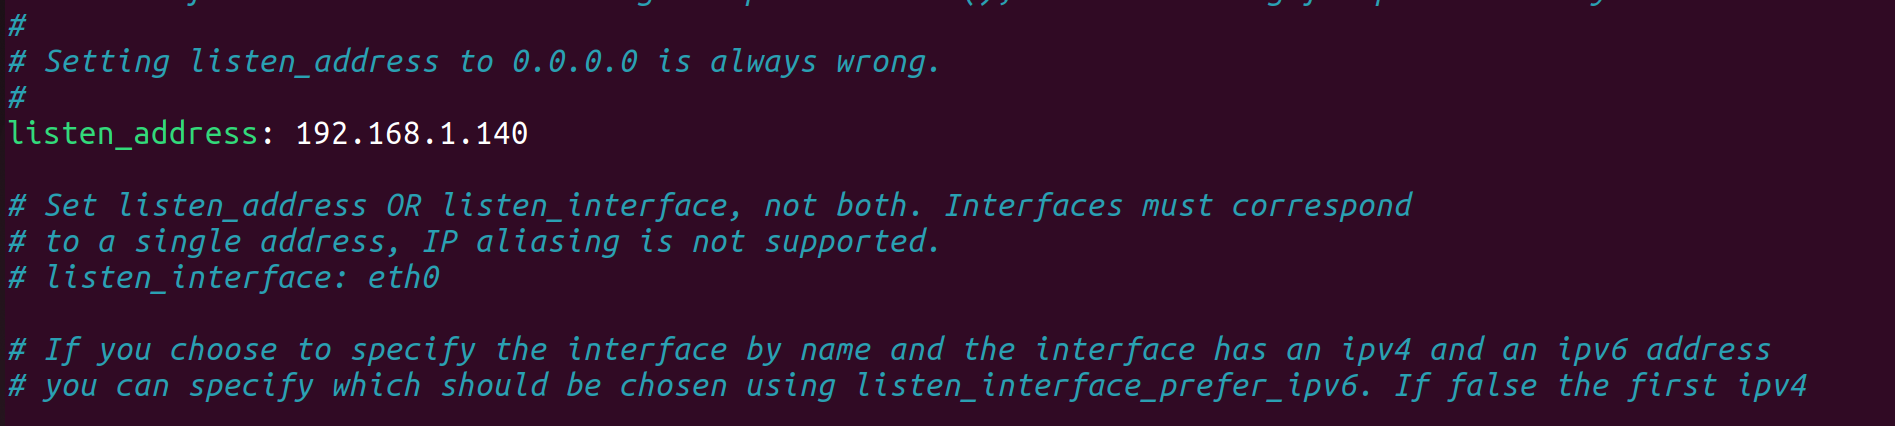 #
# Setting listen_address to 0.0.0.0 is always wrong.
#
listen_address: 192.168.1.140
# Set listen_address OR listen_interface, not both. Interfaces must correspond
# to a single address, IP aliasing is not supported.
# listen_interface: eth0
# If you choose to specify the interface by name and the interface has an ipv4 and an ipv6 address
# you can specify which should be chosen using listen_interface_prefer_ipv6. If false the first ipv4